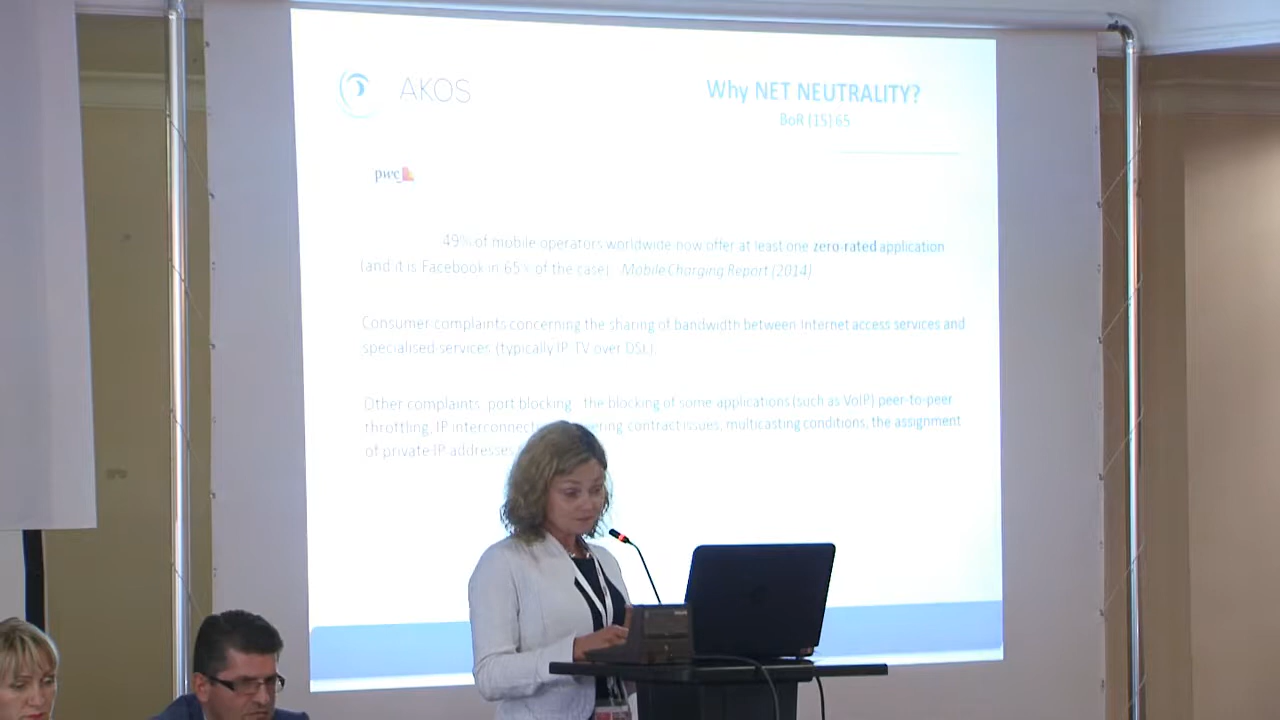 AKOS
Why NET NEUTRALITY?
BoR (15) 65
pwc
49% of mobile operators worldwide now offer at least one zero-rated application
(and it is Facebook in 65% of the case). Mobile Charging Report (2014)
Consumer complaints concerning the sharing of bandwidth between Internet access services and
specialised services (typically IP TV over DSL).
Other complaints: port blocking, the blocking of some applications (such as VoIP) peer-to-peer
throttling, IP interconnecti ering contract issues, multicasting conditions, the assignment
of private IP addresses